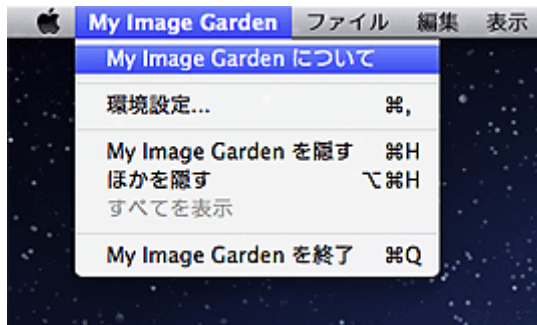 My Image Garden ファイル 編集 表示
My Image Garden について
環境設定... ⌘,
My Image Garden を隠す ⌘H
ほかを隠す ⌥⌘H
すべてを表示
My Image Garden を終了 ⌘Q